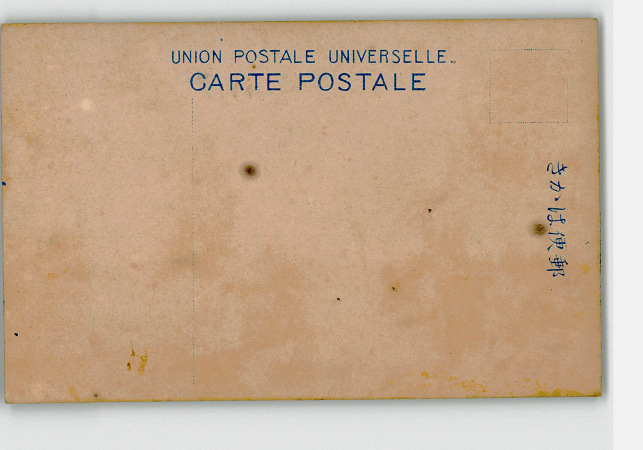 UNION POSTALE UNIVERSELLE.
CARTE POSTALE
きかは便郵